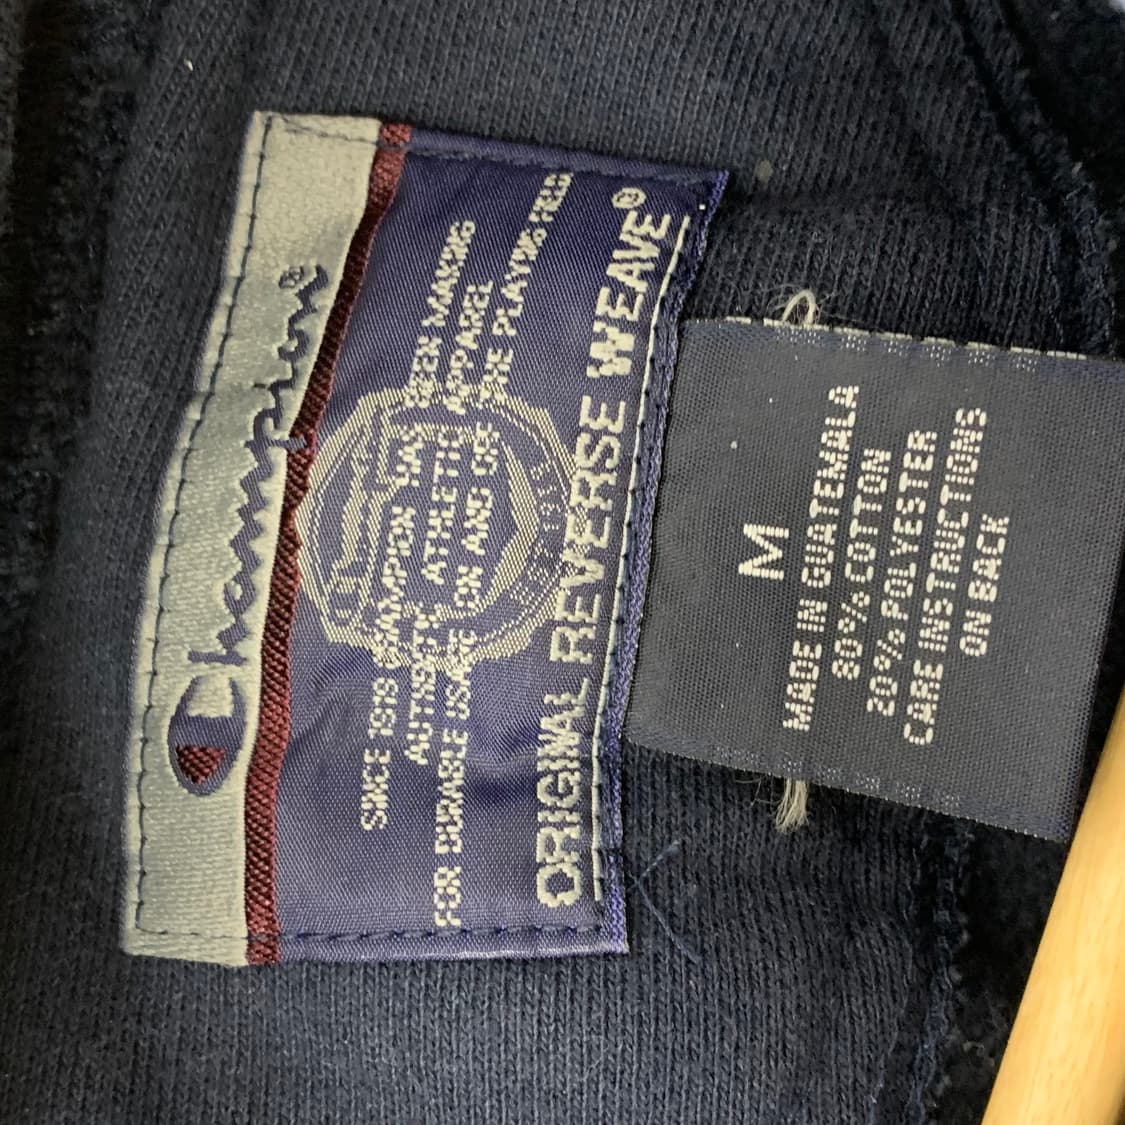 Champion®
SINCE 1919 CHAMPION HAS BEEN MAKING
AUTHENTIC ATHLETIC APPAREL
FOR DURABLE USAGE ON AND OFF THE PLAYING FIELD
ORIGINAL REVERSE WEAVE®
M
MADE IN GUATEMALA
80% COTTON
20% POLYESTER
CARE INSTRUCTIONS
ON BACK